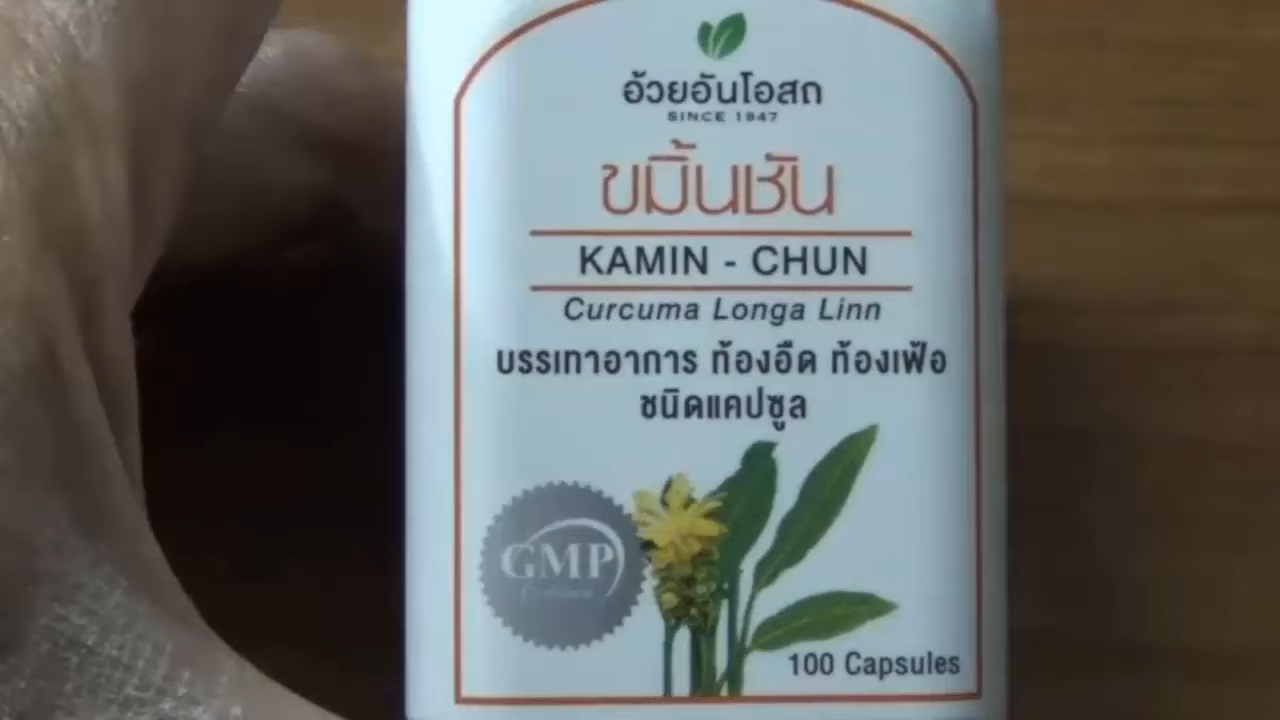 อ้วยอันโอสถ
SINCE 1947
ขมิ้นชัน
KAMIN - CHUN
Curcuma Longa Linn
บรรเทาอาการ ท้องอืด ท้องเฟ้อ
ชนิดแคปซูล
GMP
100 Capsules